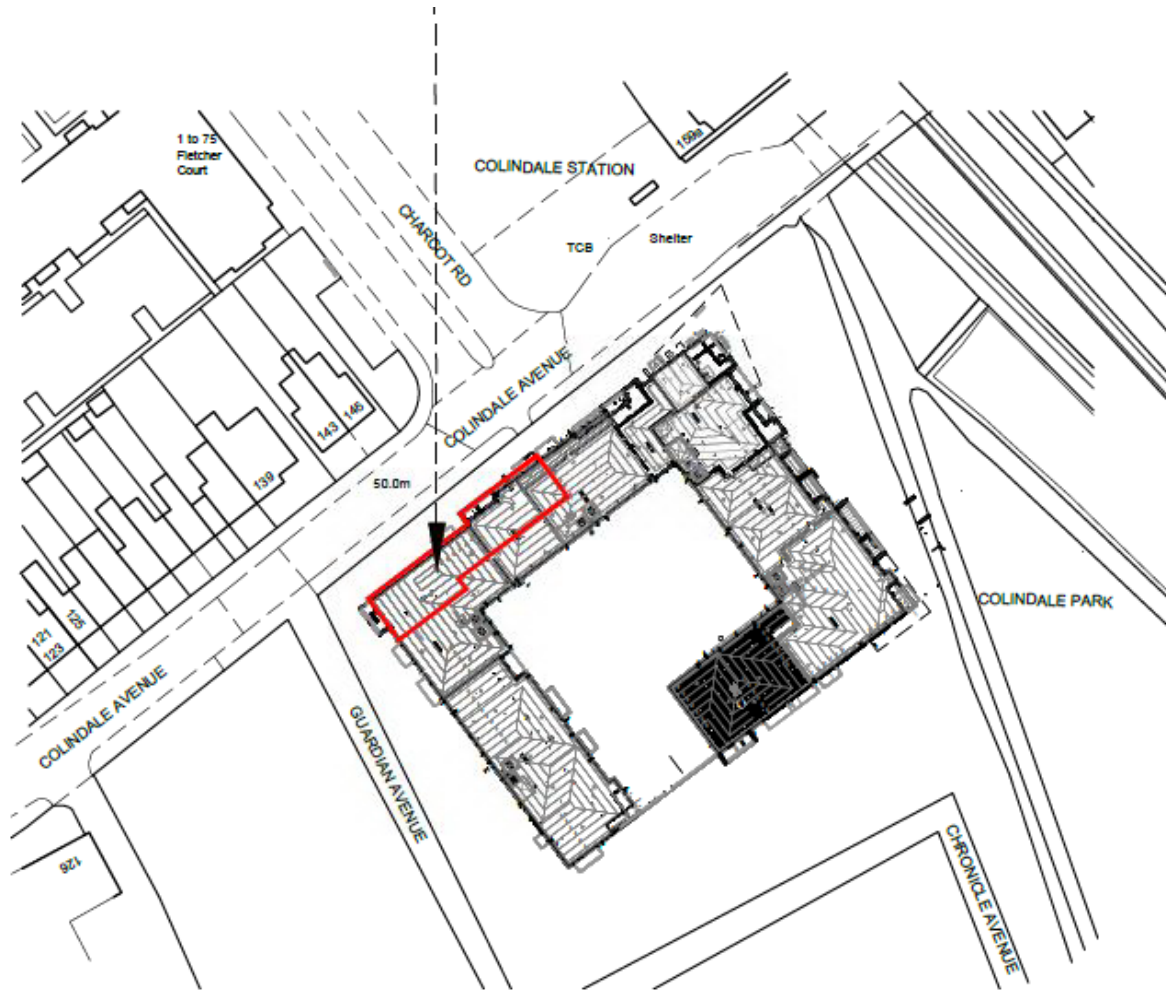 1 to 75
Fletcher
Court
159a
COLINDALE STATION
CHARCOT RD
TCB
Shelter
COLINDALE AVENUE
143
146
139
50.0m
125
121
123
COLINDALE PARK
COLINDALE AVENUE
GUARDIAN AVENUE
126
CHRONICLE AVENUE